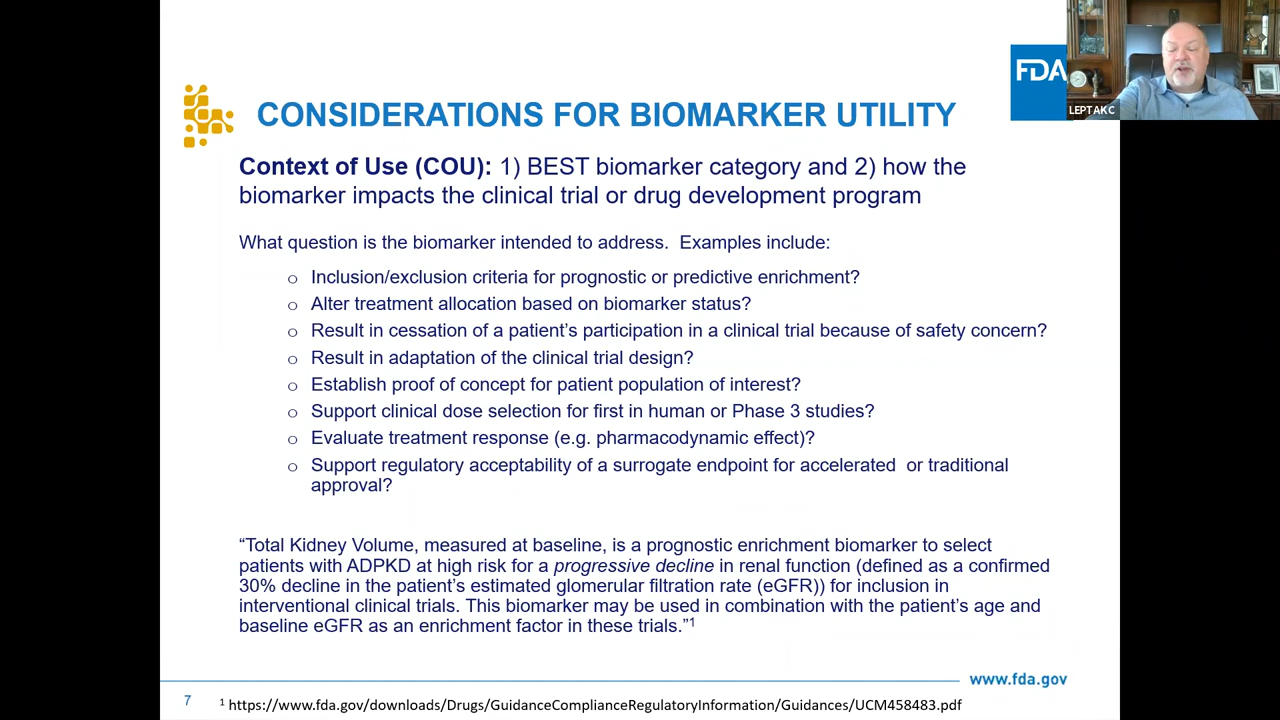 FDA
LEPTAKC
CONSIDERATIONS FOR BIOMARKER UTILITY
Context of Use (COU): 1) BEST biomarker category and 2) how the
biomarker impacts the clinical trial or drug development program
What question is the biomarker intended to address.  Examples include:
o Inclusion/exclusion criteria for prognostic or predictive enrichment?
o Alter treatment allocation based on biomarker status?
o Result in cessation of a patient's participation in a clinical trial because of safety concern?
o Result in adaptation of the clinical trial design?
o Establish proof of concept for patient population of interest?
o Support clinical dose selection for first in human or Phase 3 studies?
o Evaluate treatment response (e.g. pharmacodynamic effect)?
o Support regulatory acceptability of a surrogate endpoint for accelerated  or traditional
approval?
“Total Kidney Volume, measured at baseline, is a prognostic enrichment biomarker to select
patients with ADPKD at high risk for a progressive decline in renal function (defined as a confirmed
30% decline in the patient’s estimated glomerular filtration rate (eGFR)) for inclusion in
interventional clinical trials. This biomarker may be used in combination with the patient’s age and
baseline eGFR as an enrichment factor in these trials.”¹
www.fda.gov
7
¹ https://www.fda.gov/downloads/Drugs/GuidanceComplianceRegulatoryInformation/Guidances/UCM458483.pdf